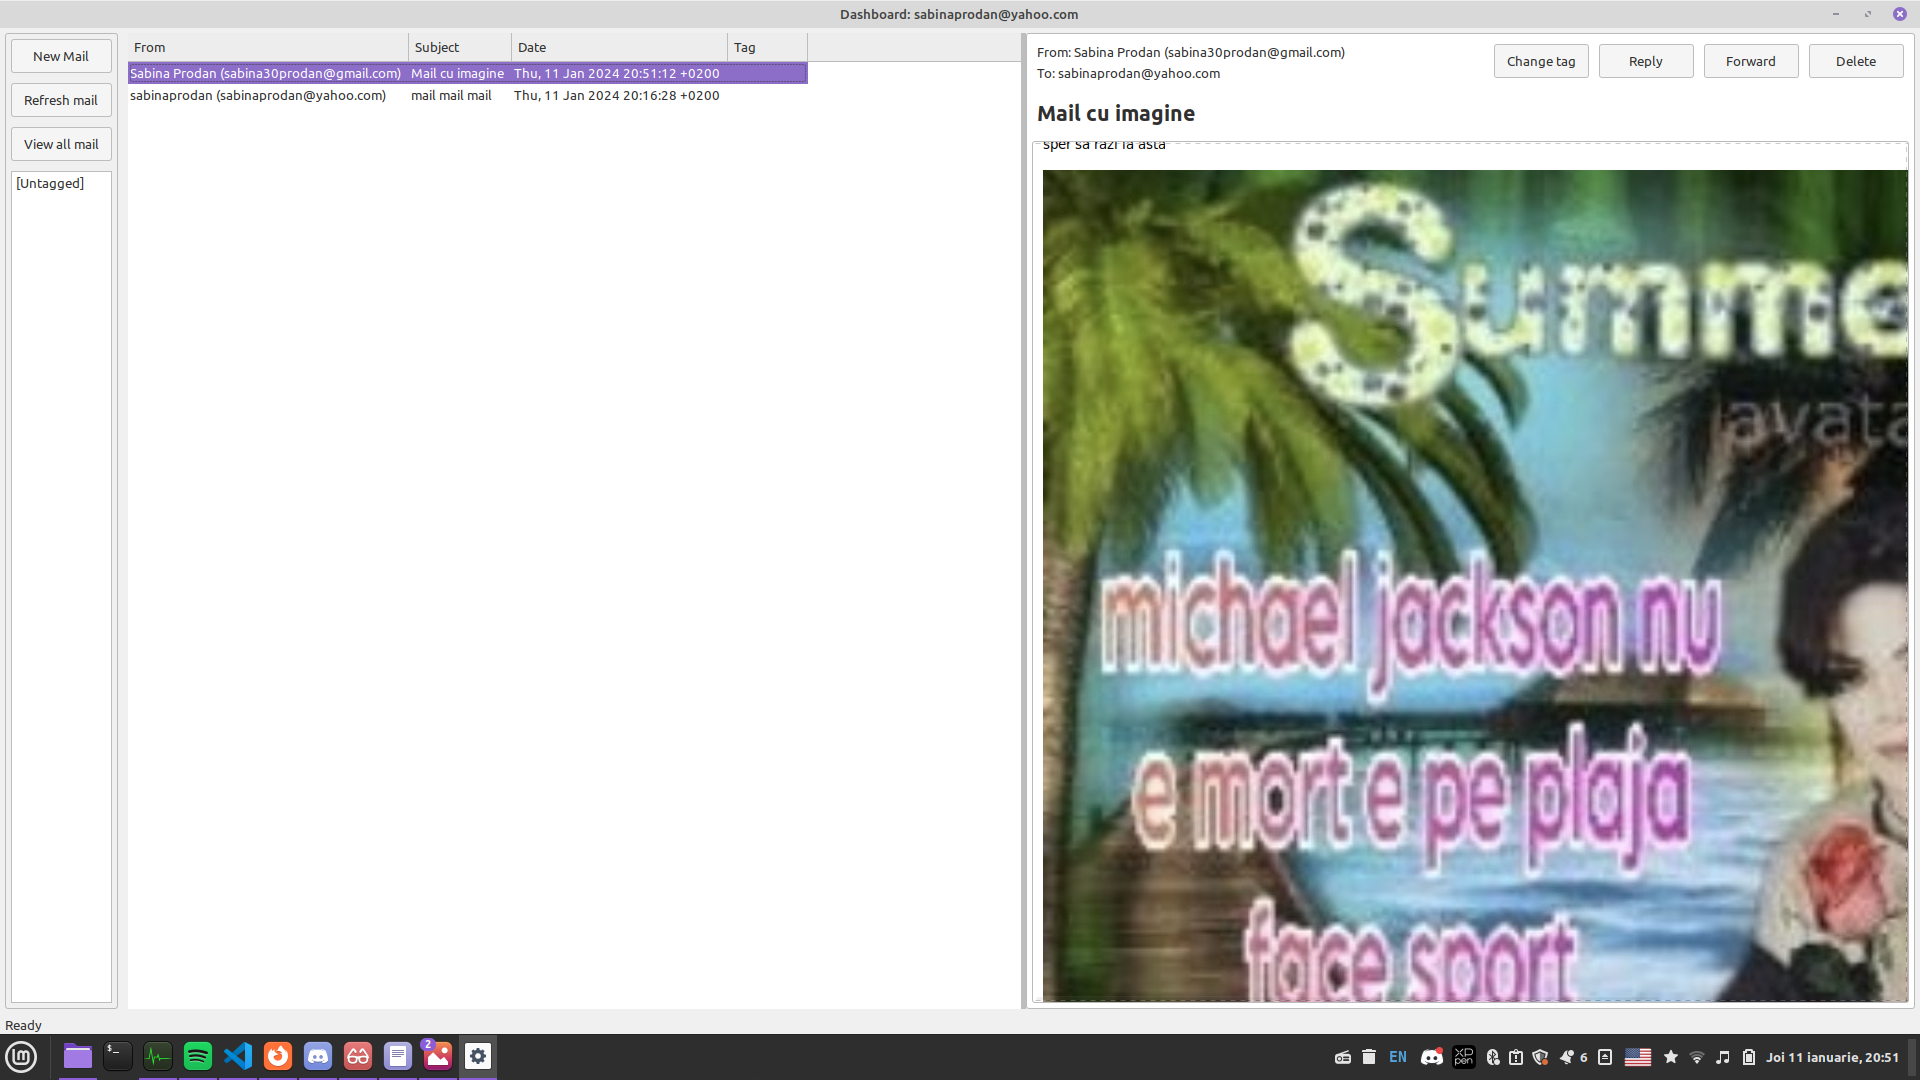 Dashboard: sabinaprodan@yahoo.com
New Mail
Refresh mail
View all mail
[Untagged]
From Subject Date Tag
Sabina Prodan (sabina30prodan@gmail.com) Mail cu imagine Thu, 11 Jan 2024 20:51:12 +0200
sabinaprodan (sabinaprodan@yahoo.com) mail mail mail Thu, 11 Jan 2024 20:16:28 +0200
From: Sabina Prodan (sabina30prodan@gmail.com)
To: sabinaprodan@yahoo.com
Change tag Reply Forward Delete
Mail cu imagine
sper sa razi la asta
Summe
avata
michael jackson nu
e mort e pe plaja
face sport
Ready
2
EN
XP
pen
6
Joi 11 ianuarie, 20:51